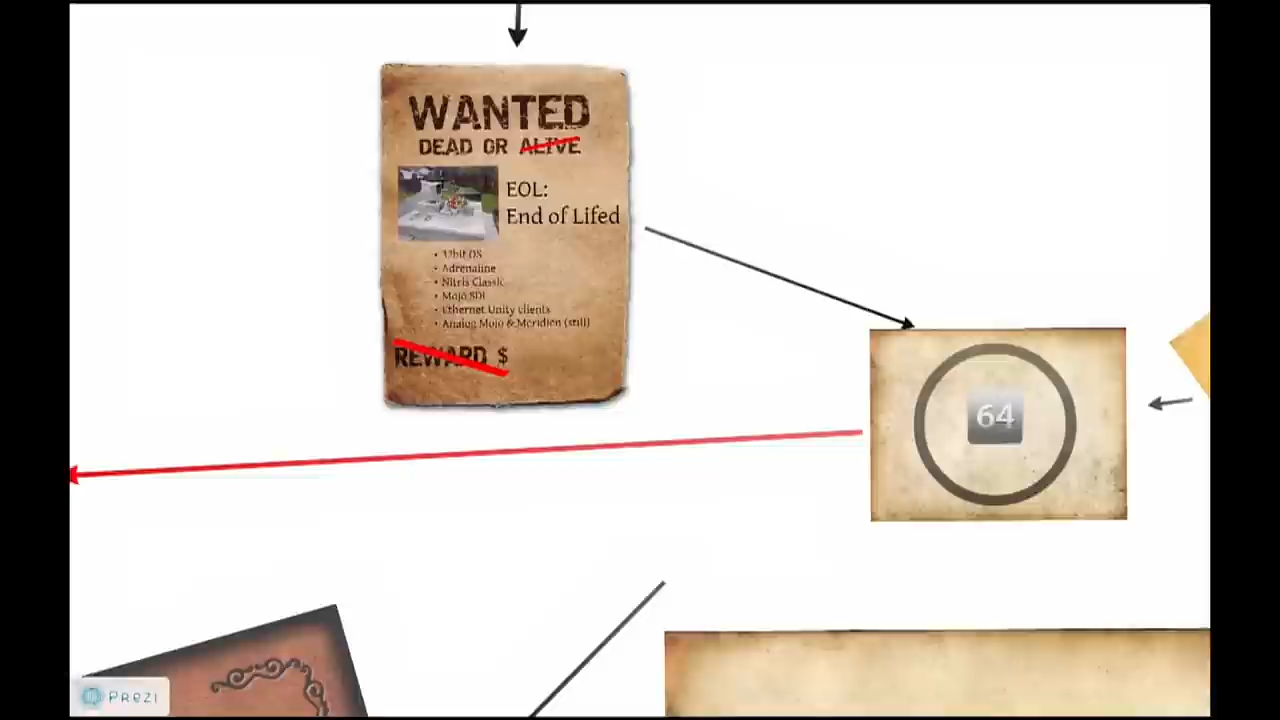 WANTED
DEAD OR ALIVE
EOL:
End of Lifed
• 32bit OS
• Adrenaline
• Nitris Classic
• Mojo SDI
• Ethernet Unity clients
• Analog Mojo & Meridien (still)
REWARD $
64
Prezi